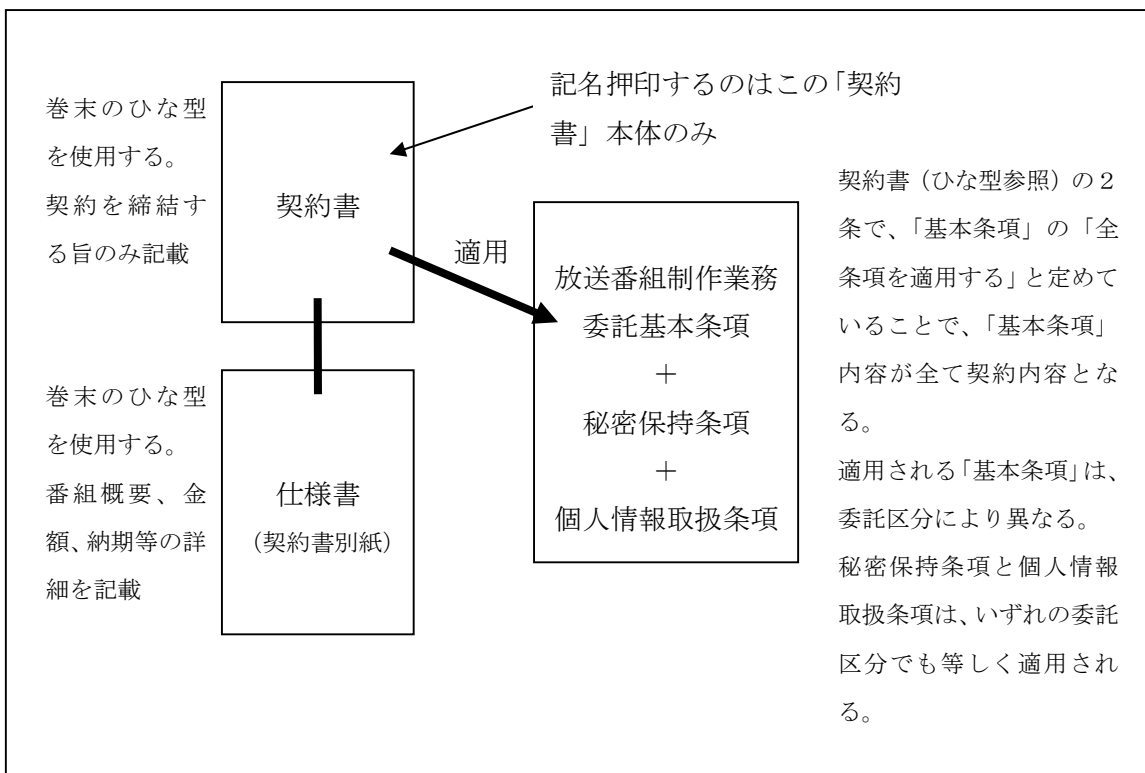 巻末のひな型
を使用する。
契約を締結す
る旨のみ記載
契約書
記名押印するのはこの「契約
書」本体のみ
適用
放送番組制作業務
委託基本条項
＋
秘密保持条項
＋
個人情報取扱条項
巻末のひな型
を使用する。
番組概要、金
額、納期等の詳
細を記載
仕様書
（契約書別紙）
契約書（ひな型参照）の２
条で、「基本条項」の「全
条項を適用する」と定めて
いることで、「基本条項」
内容が全て契約内容とな
る。
適用される「基本条項」は、
委託区分により異なる。
秘密保持条項と個人情報
取扱条項は、いずれの委託
区分でも等しく適用され
る。